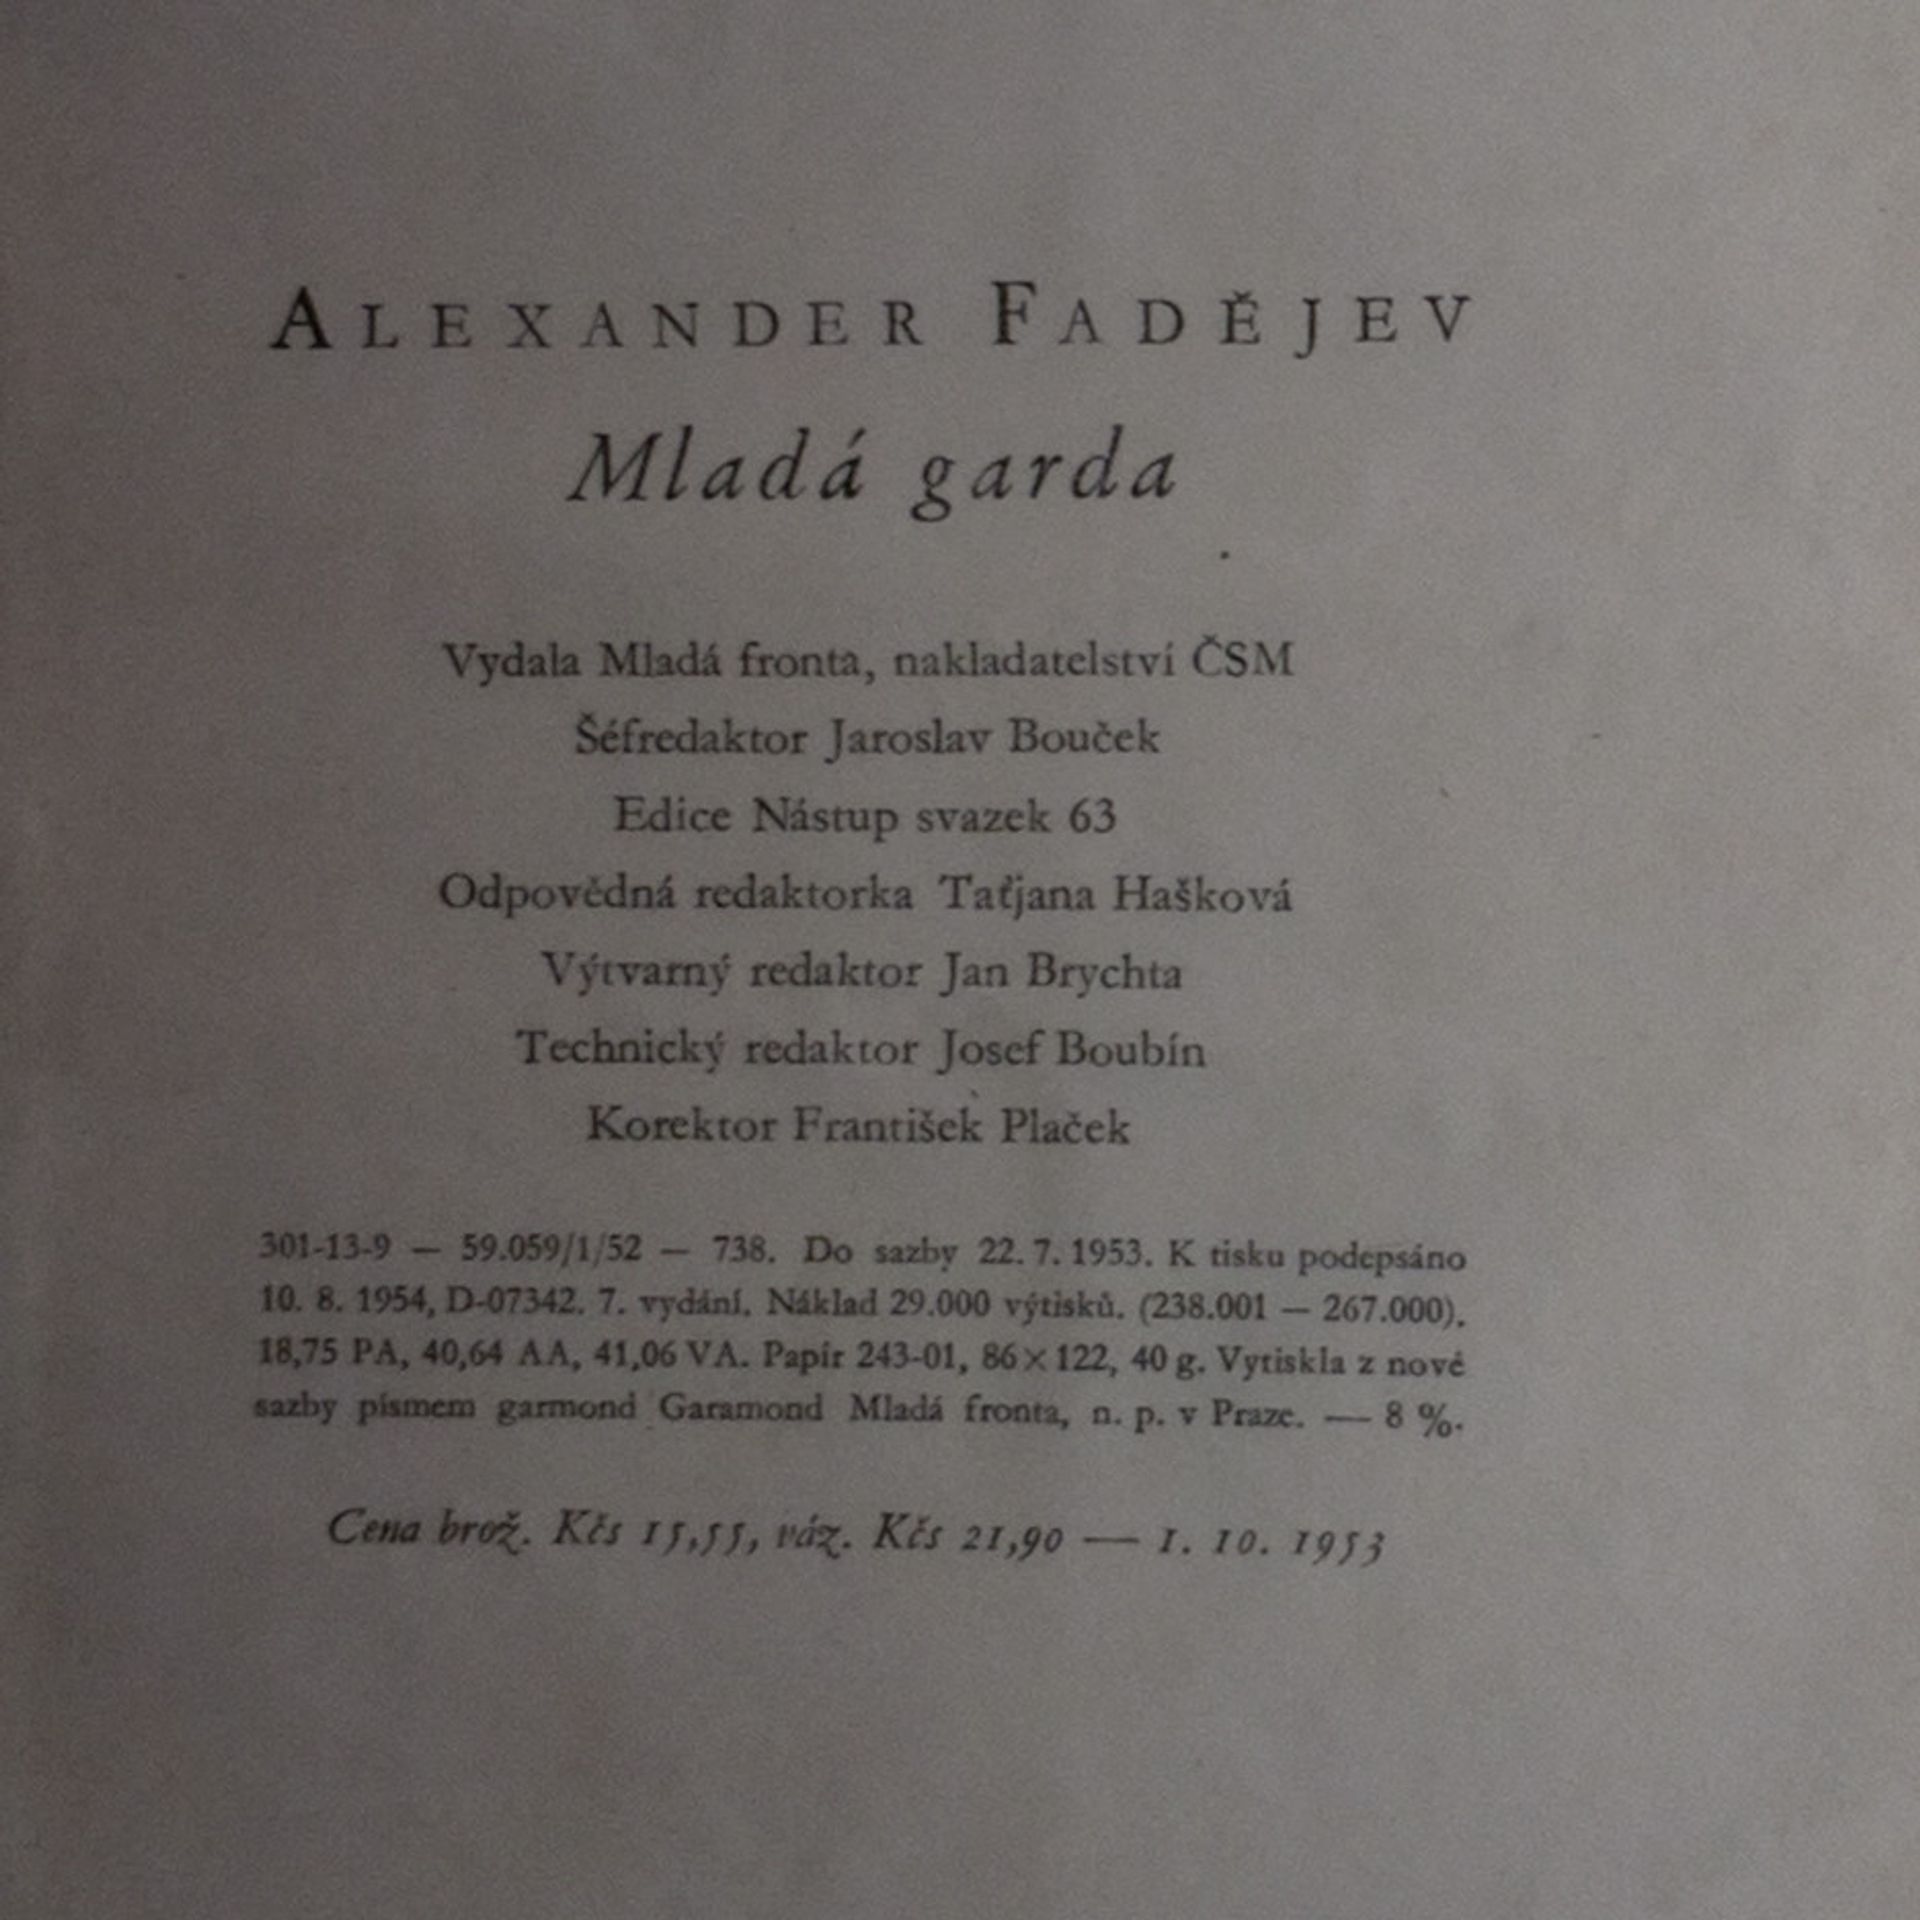 ALEXANDER FADĚJEV
Mladá garda
Vydala Mladá fronta, nakladatelství ČSM
Šéfredaktor Jaroslav Bouček
Edice Nástup svazek 63
Odpovědná redaktorka Taťjana Hašková
Výtvarný redaktor Jan Brychta
Technický redaktor Josef Boubín
Korektor František Plaček
301-13-9 — 59.059/1/52 — 738. Do sazby 22. 7. 1953. K tisku podepsáno
10. 8. 1954, D-07342. 7. vydání. Náklad 29.000 výtisků. (238.001 — 267.000).
18,75 PA, 40,64 AA, 41,06 VA. Papír 243-01, 86×122, 40 g. Vytiskla z nové
sazby písmem garmond Garamond Mladá fronta, n. p. v Praze. — 8 %.
Cena brož. Kčs 15,55, váz. Kčs 21,90 — 1. 10. 1953